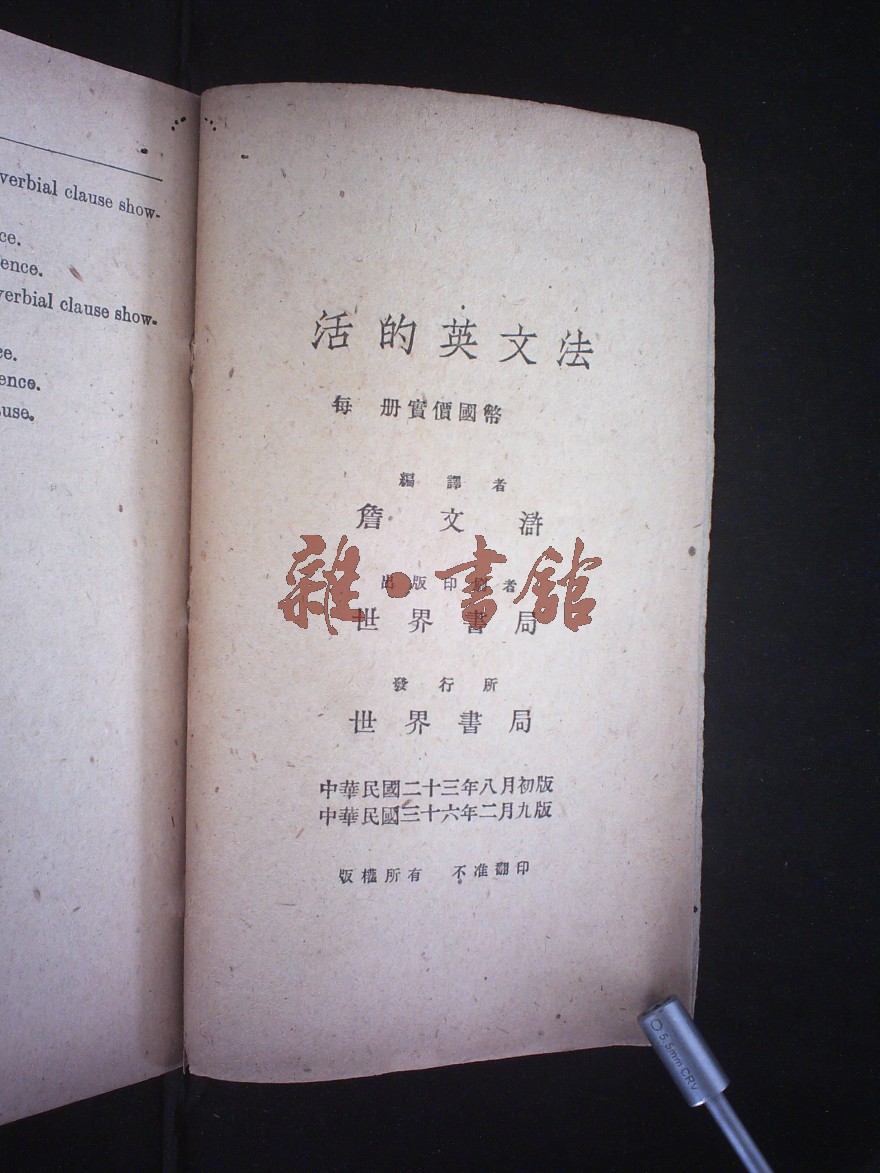 verbial clause show-
ce.
ence.
verbial clause show-
ce.
ence.
use.
活的英文法
每 册實價國幣
編譯者
詹文滸
出版印 者
雜·書館
世界書局
發行所
世界書局
中華民國二十三年八月初版
中華民國三十六年二月九版
版權所有 不准翻印
5.5mm CRV